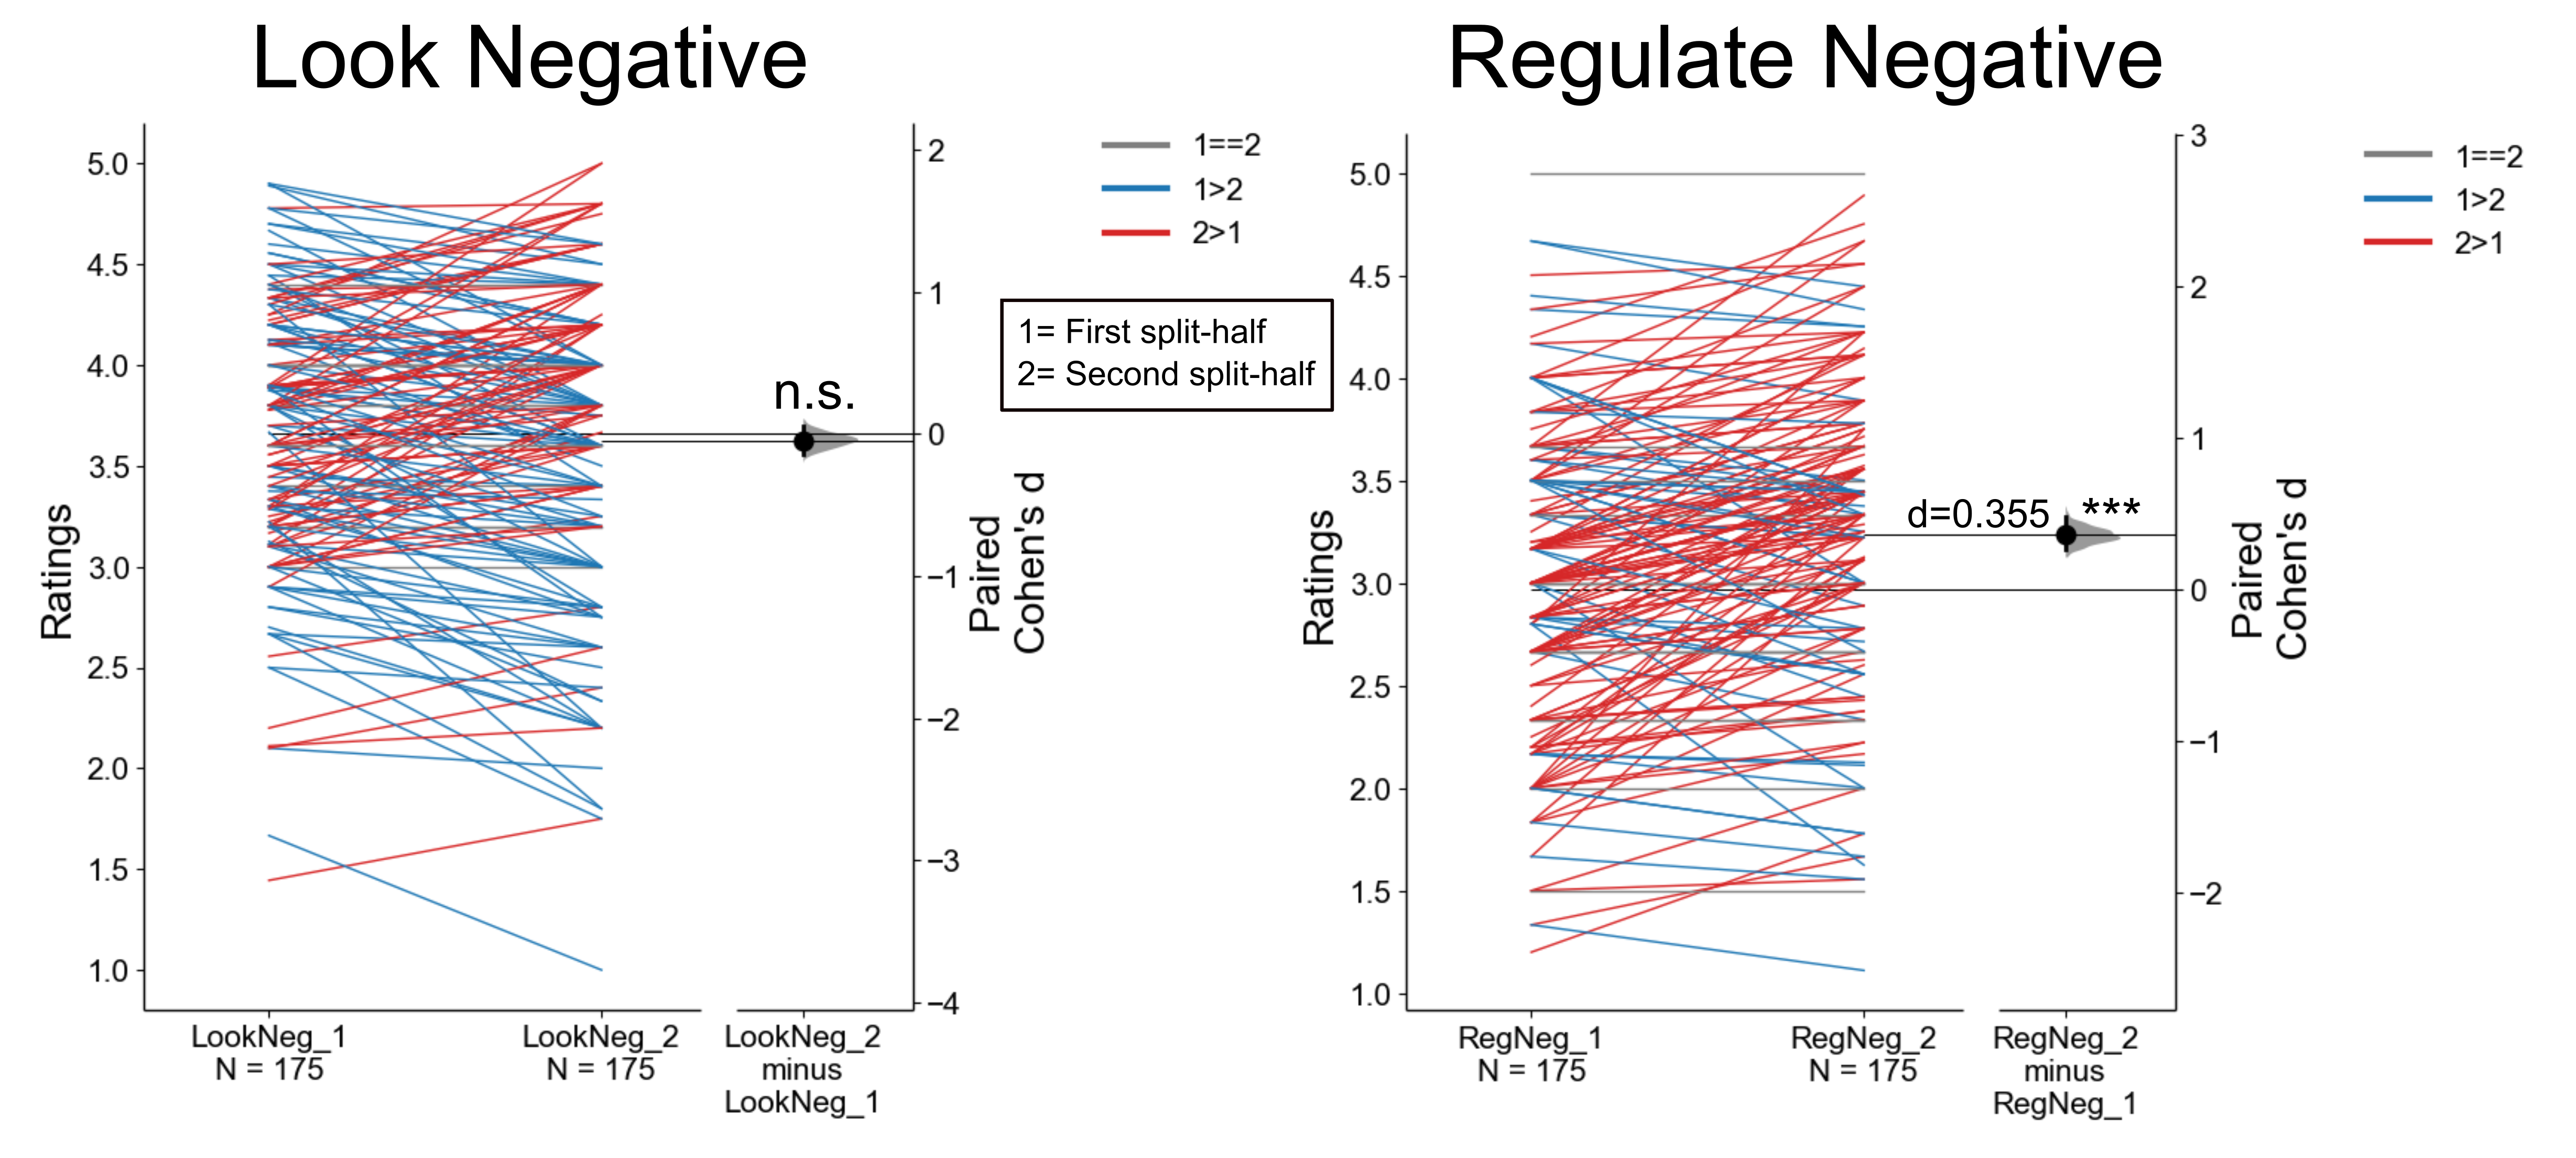 Look Negative
Regulate Negative
5.0
4.5
4.0
3.5
3.0
2.5
2.0
1.5
1.0
Ratings
n.s.
2
1
0
−1
−2
−3
−4
Paired
Cohen's d
LookNeg_1
N = 175
LookNeg_2
N = 175
LookNeg_2
minus
LookNeg_1
1==2
1>2
2>1
1= First split-half
2= Second split-half
5.0
4.5
4.0
3.5
3.0
2.5
2.0
1.5
1.0
Ratings
d=0.355 ***
3
2
1
0
−1
−2
Paired
Cohen's d
RegNeg_1
N = 175
RegNeg_2
N = 175
RegNeg_2
minus
RegNeg_1
1==2
1>2
2>1